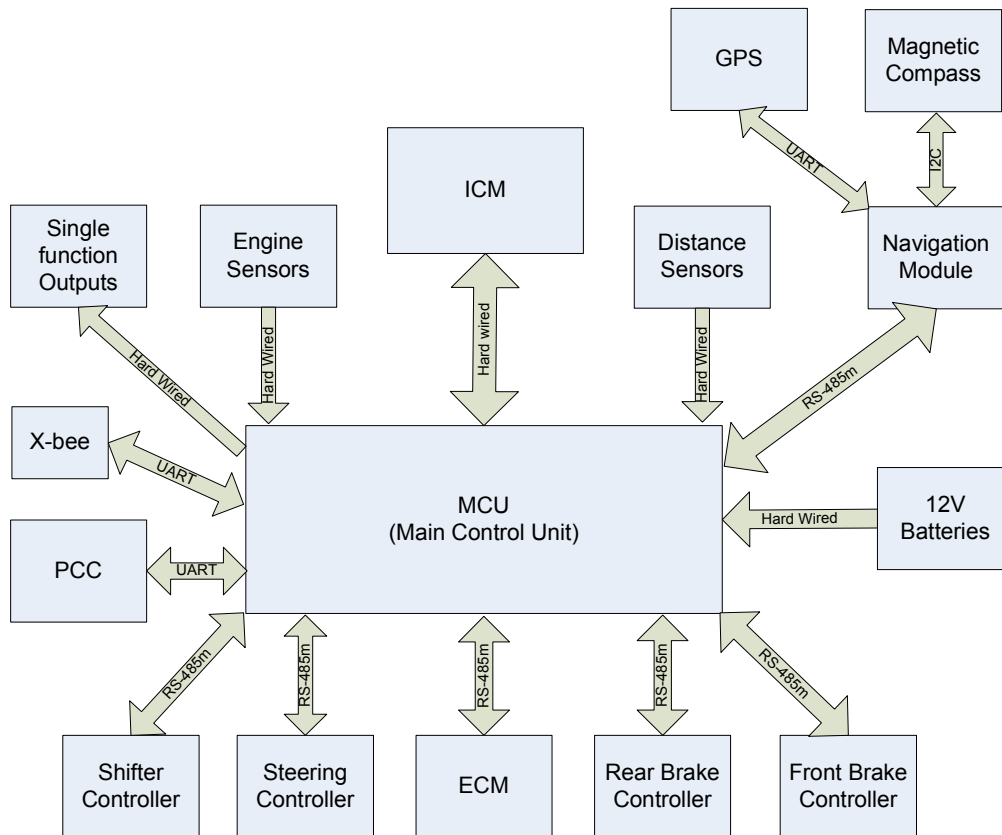 GPS
Magnetic
Compass
UART
I2C
ICM
Single
function
Outputs
Engine
Sensors
Distance
Sensors
Navigation
Module
Hard Wired
Hard Wired
Hard wired
Hard Wired
RS-485m
X-bee
UART
MCU
(Main Control Unit)
Hard Wired
12V
Batteries
PCC
UART
RS-485m
RS-485m
RS-485m
RS-485m
RS-485m
Shifter
Controller
Steering
Controller
ECM
Rear Brake
Controller
Front Brake
Controller